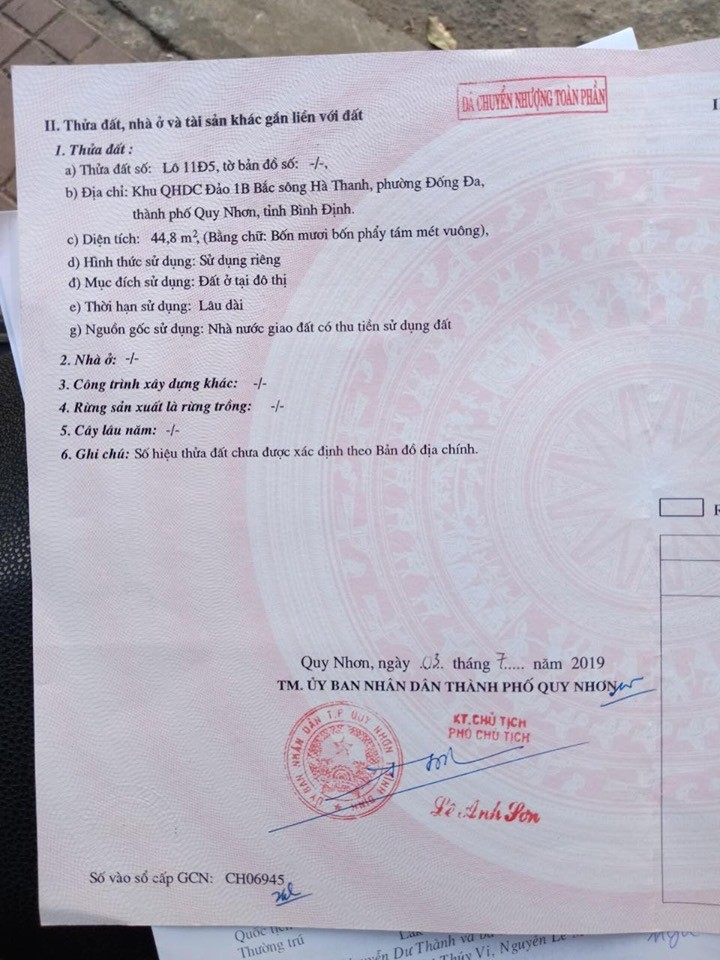 ĐÃ CHUYỂN NHƯỢNG TOÀN PHẦN
II. Thửa đất, nhà ở và tài sản khác gắn liền với đất
1. Thửa đất :
a) Thửa đất số: Lô 11Đ5, tờ bản đồ số: -/-,
b) Địa chỉ: Khu QHDC Đảo 1B Bắc sông Hà Thanh, phường Đống Đa,
thành phố Quy Nhơn, tỉnh Bình Định.
c) Diện tích: 44,8 m², (Bằng chữ: Bốn mươi bốn phẩy tám mét vuông),
d) Hình thức sử dụng: Sử dụng riêng
đ) Mục đích sử dụng: Đất ở tại đô thị
e) Thời hạn sử dụng: Lâu dài
g) Nguồn gốc sử dụng: Nhà nước giao đất có thu tiền sử dụng đất
2. Nhà ở: -/-
3. Công trình xây dựng khác: -/-
4. Rừng sản xuất là rừng trồng: -/-
5. Cây lâu năm: -/-
6. Ghi chú: Số hiệu thửa đất chưa được xác định theo Bản đồ địa chính.
Quy Nhơn, ngày .03. tháng 7..... năm 2019
TM. ỦY BAN NHÂN DÂN THÀNH PHỐ QUY NHƠN
KT.CHỦ TỊCH
PHÓ CHỦ TỊCH
ỦY BAN NHÂN DÂN T.P QUY NHƠN
Lê Anh Sơn
Số vào sổ cấp GCN: CH06945
Quốc tịch
Thường trú
Dư Thành và
Thúy Vi, Nguyễn Lê